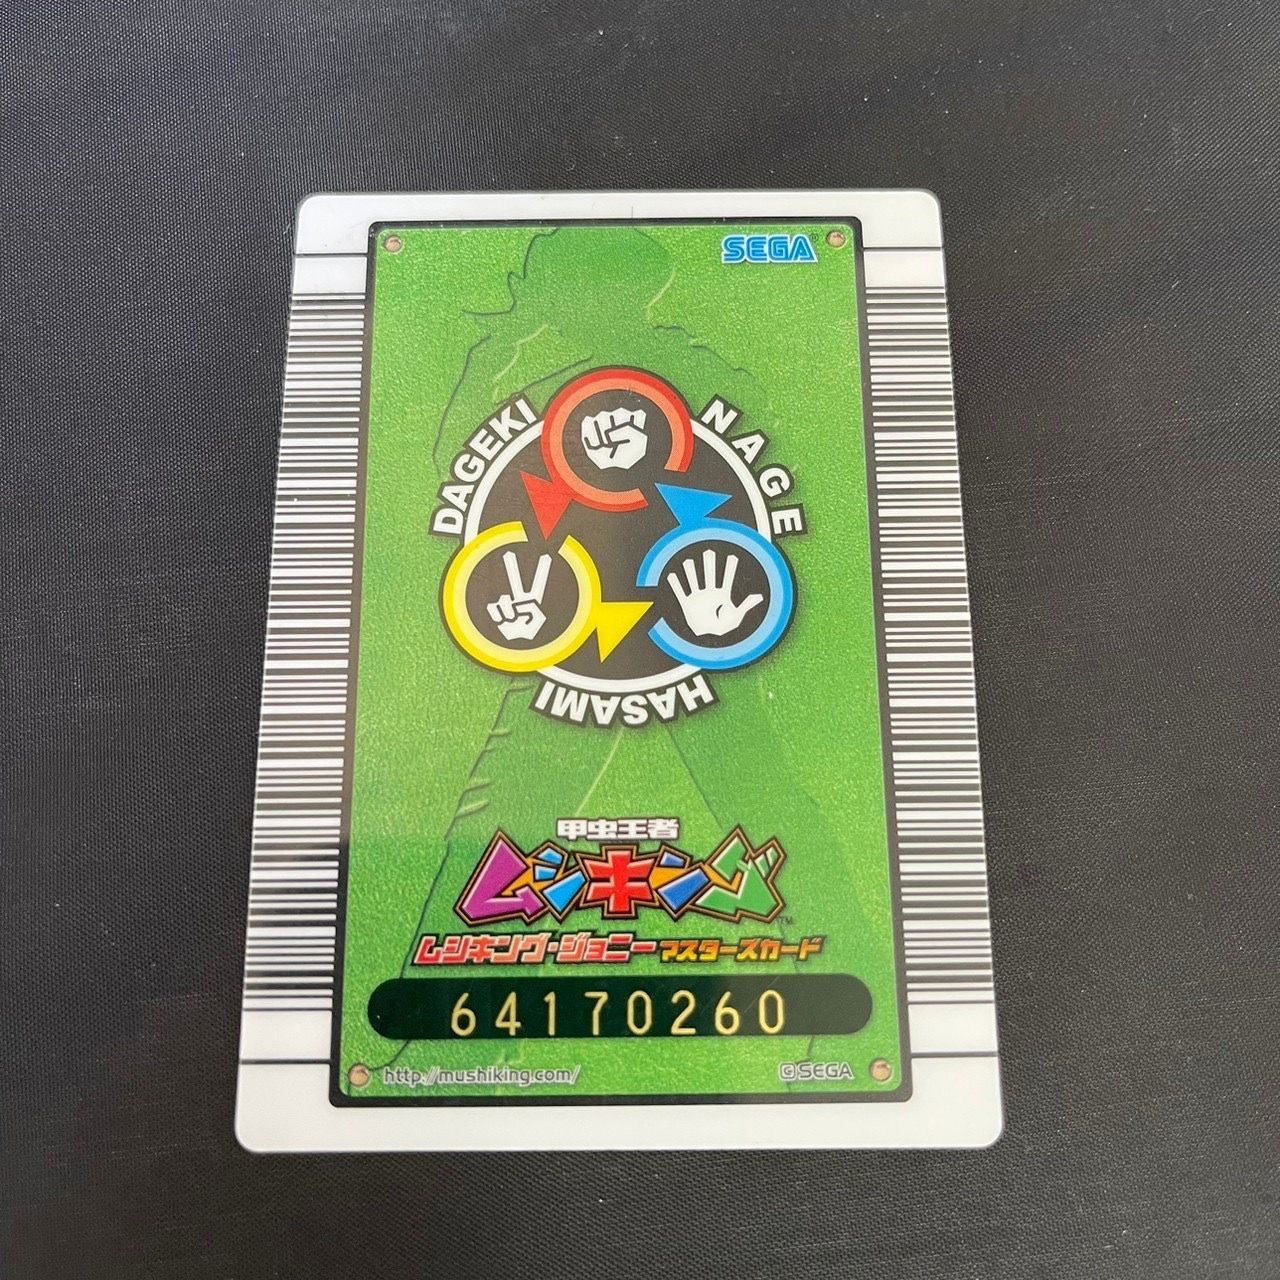 SEGA
DAGEKI
NAGE
HASAMI
甲虫王者
ムシキング
TM
ムシキング・ジョニー マスターズカード
64170260
http://mushiking.com/
©SEGA